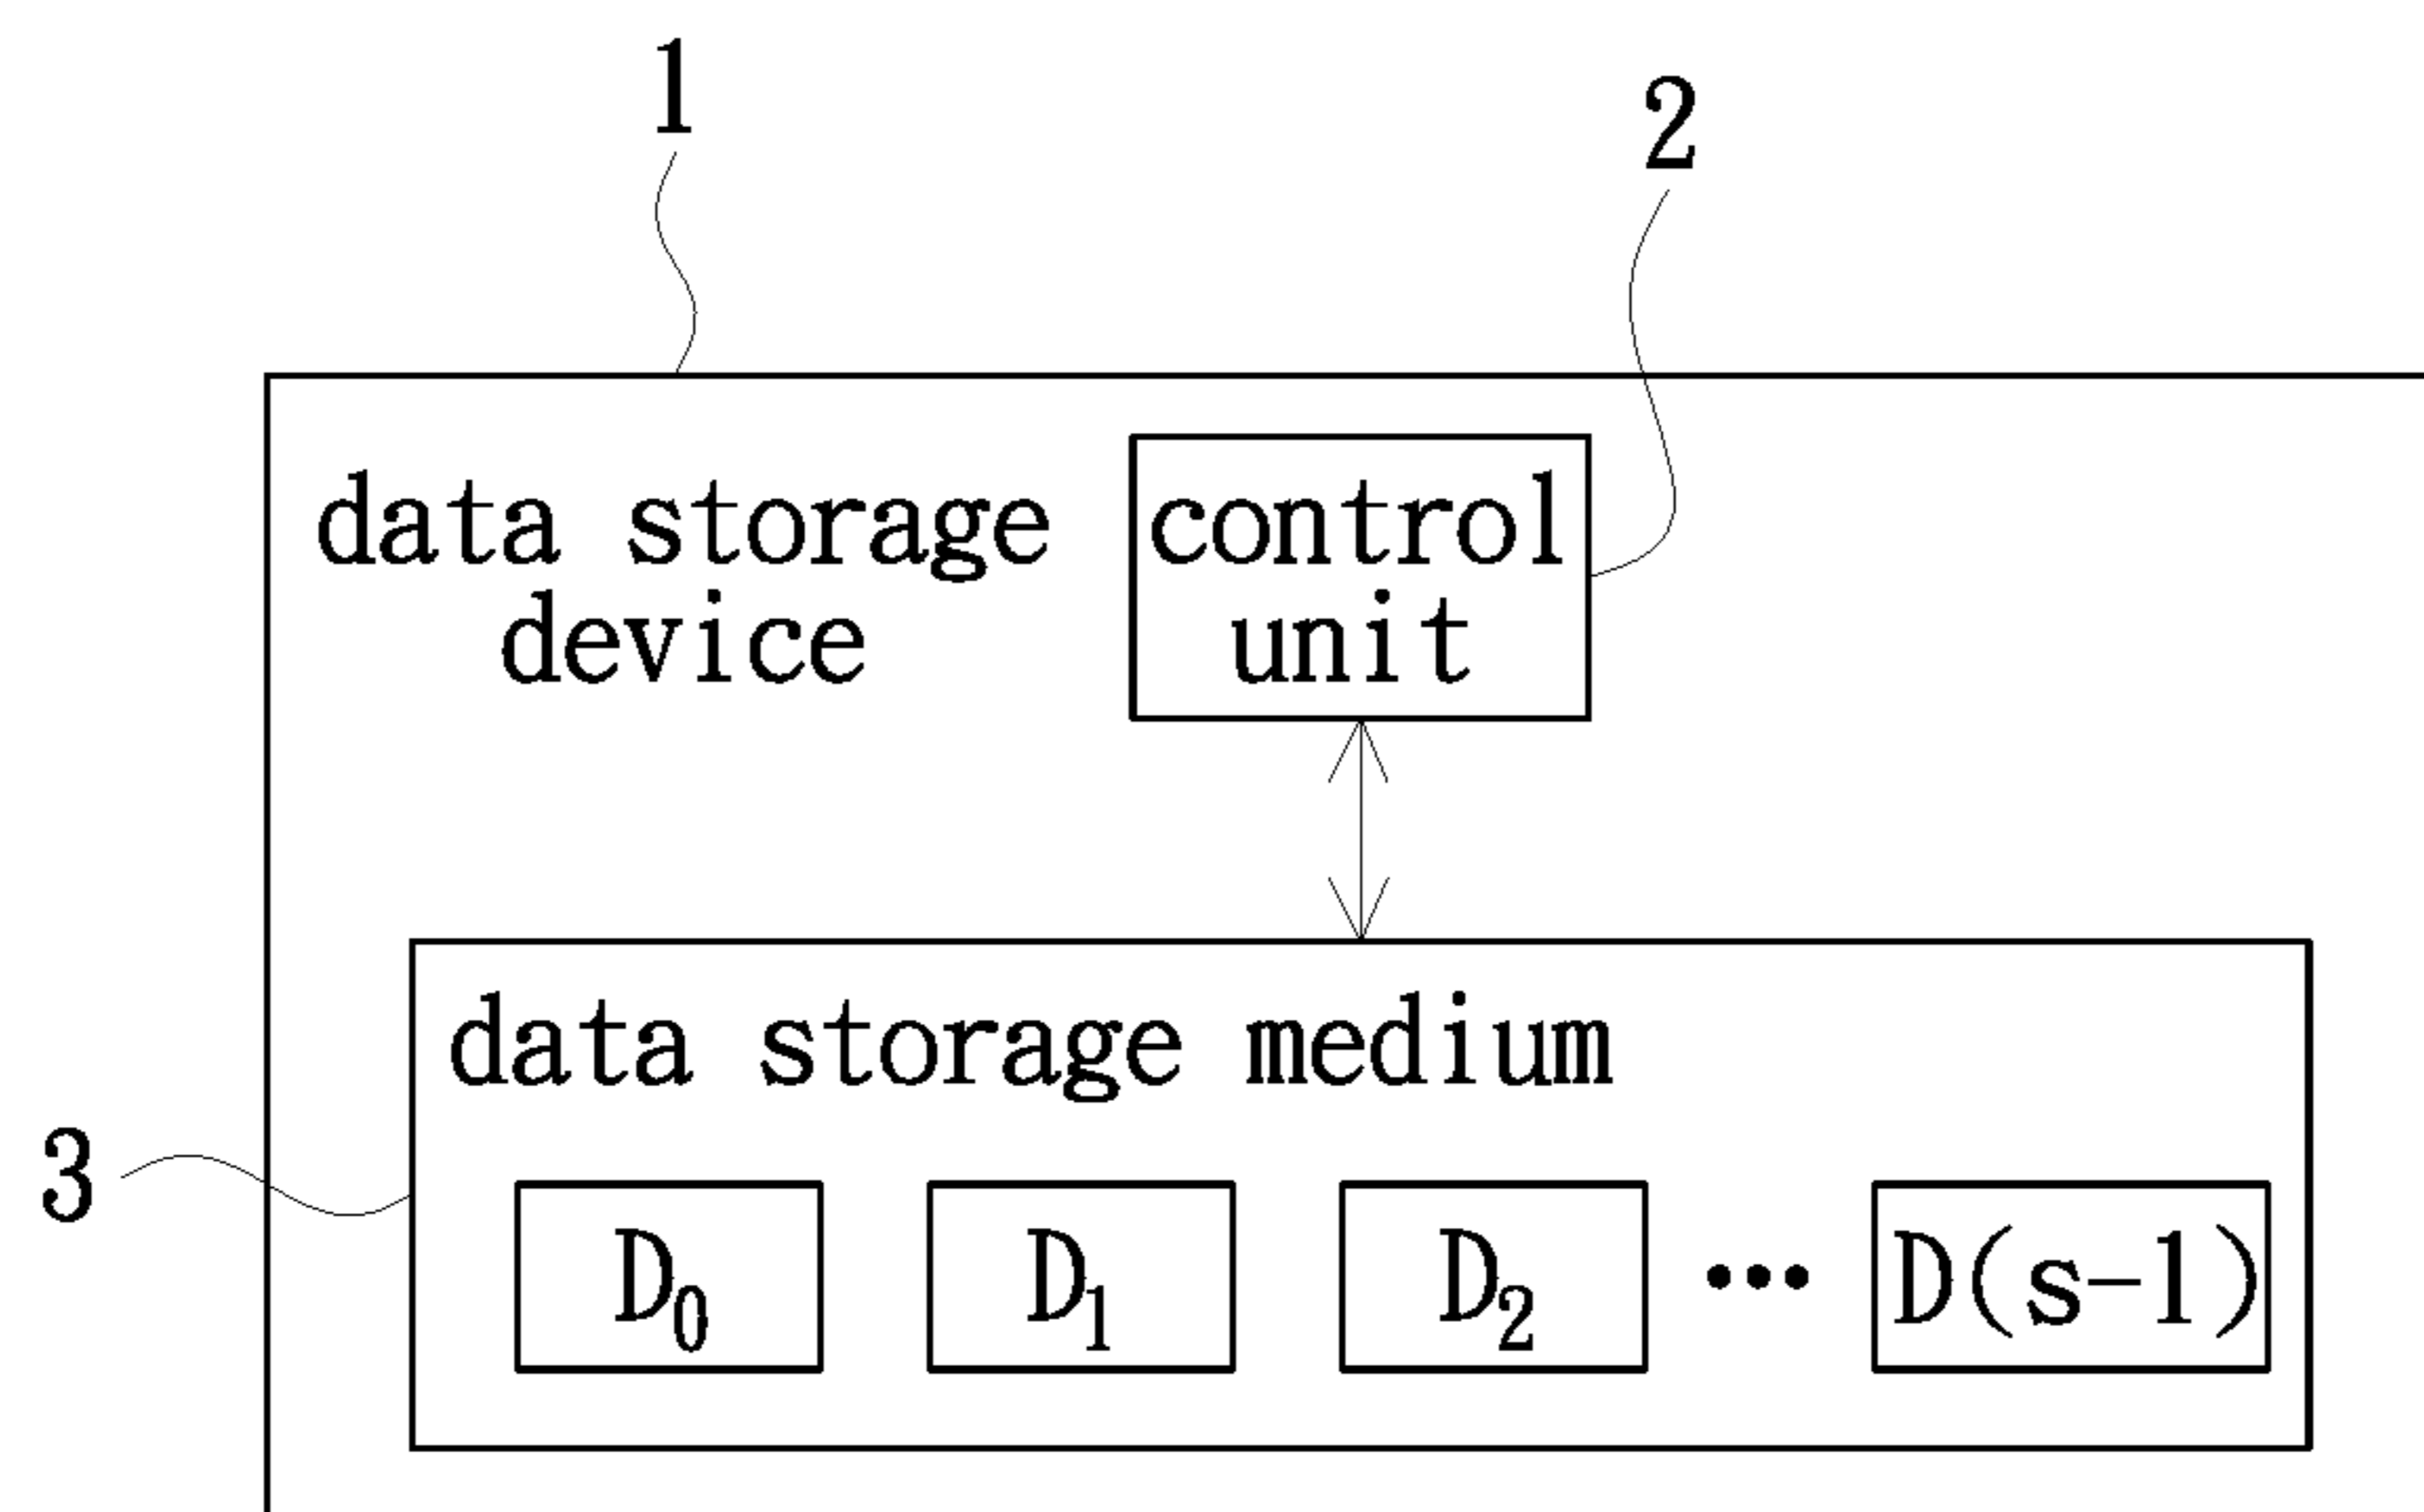 1
2
data storage
device
control
unit
data storage medium
3
D0 D1 D2 ••• D(s-1)